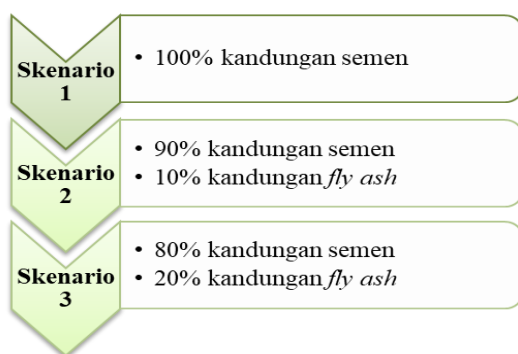 Skenario
1
• 100% kandungan semen
Skenario
2
• 90% kandungan semen
• 10% kandungan fly ash
Skenario
3
• 80% kandungan semen
• 20% kandungan fly ash